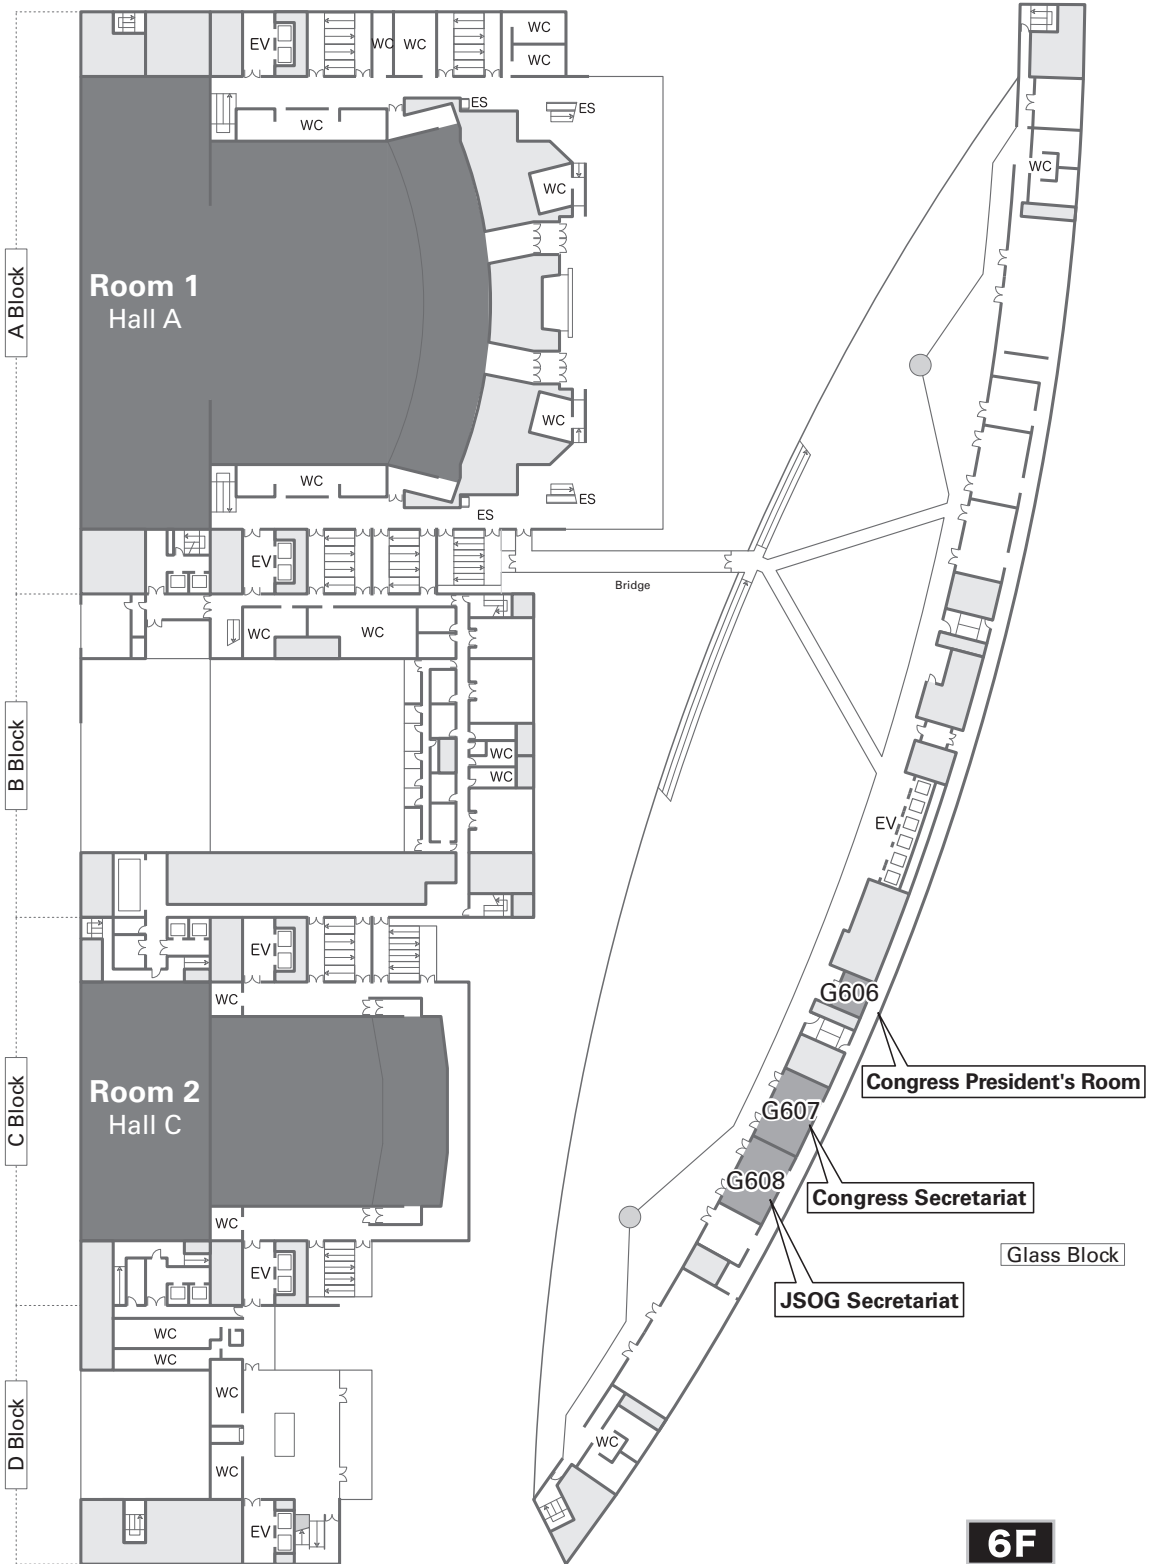 EV
WC
WC
WC
WC
ES
ES
WC
WC
WC
A Block
Room 1
Hall A
WC
WC
ES
ES
EV
Bridge
WC
WC
B Block
WC
WC
EV
EV
WC
G606
Congress President's Room
C Block
Room 2
Hall C
G607
G608
Congress Secretariat
WC
Glass Block
EV
JSOG Secretariat
WC
WC
WC
D Block
WC
WC
EV
6F